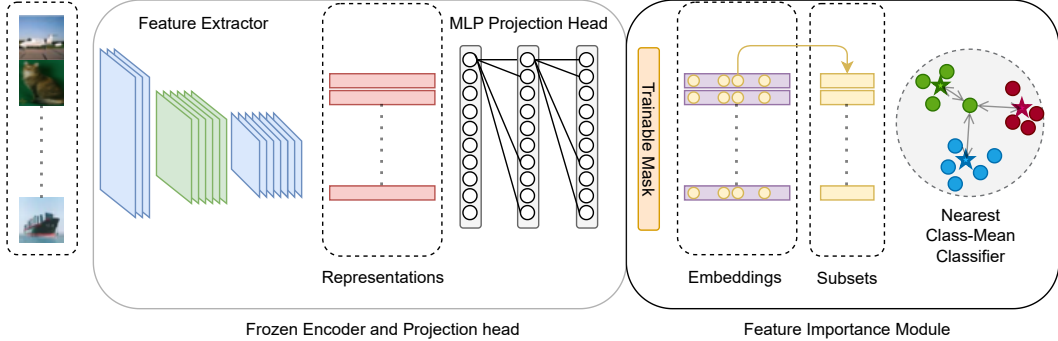 Feature Extractor
MLP Projection Head
Trainable Mask
Representations
Embeddings
Subsets
Nearest
Class-Mean
Classifier
Frozen Encoder and Projection head
Feature Importance Module